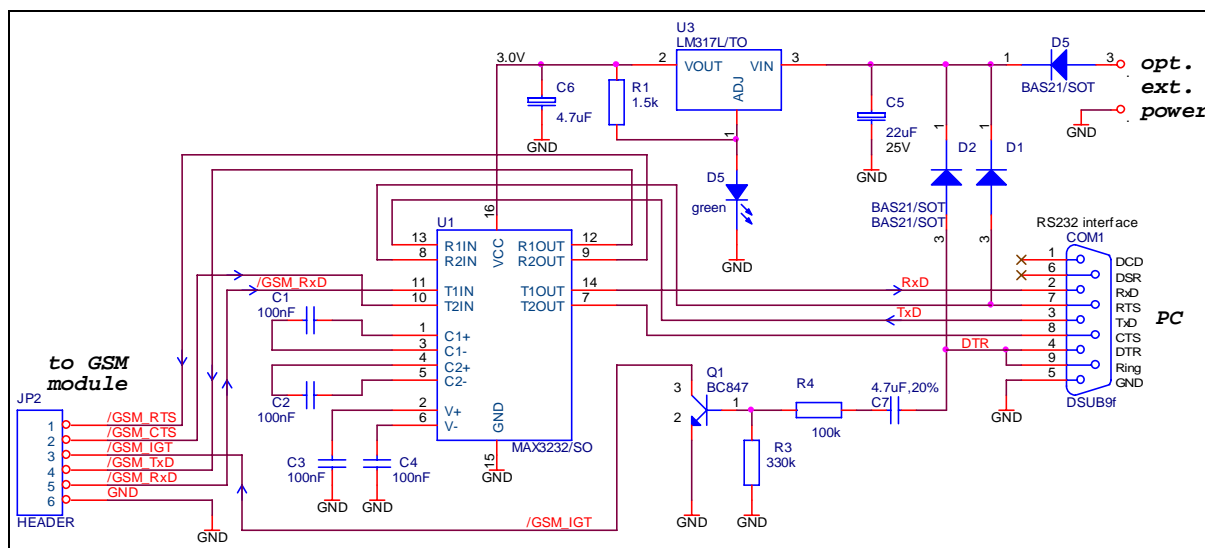 U3
LM317L/TO
3.0V
2
VOUT
VIN
3
ADJ
1
C6
4.7uF
GND
R1
1.5k
D5
green
GND
C5
22uF
25V
GND
1
D5
3
BAS21/SOT
opt.
ext.
power
GND
1
D2
1
D1
BAS21/SOT
BAS21/SOT
3
3
RS232 interface
COM1
1
DCD
6
DSR
2
RxD
7
RTS
3
TxD
8
CTS
4
DTR
9
Ring
5
GND
DSUB9f
PC
GND
RxD
TxD
DTR
U1
16
VCC
13
R1IN
R1OUT
12
8
R2IN
R2OUT
9
11
T1IN
T1OUT
14
10
T2IN
T2OUT
7
1
C1+
3
C1-
4
C2+
5
C2-
2
V+
6
V-
GND
15
GND
MAX3232/SO
/GSM_RxD
C1
100nF
C2
100nF
C3
100nF
GND
C4
100nF
GND
Q1
BC847
3
2
1
GND
R4
100k
4.7uF,20%
C7
R3
330k
GND
to GSM
module
JP2
1
/GSM_RTS
2
/GSM_CTS
3
/GSM_IGT
4
/GSM_TxD
5
/GSM_RxD
6
GND
HEADER
GND
/GSM_IGT